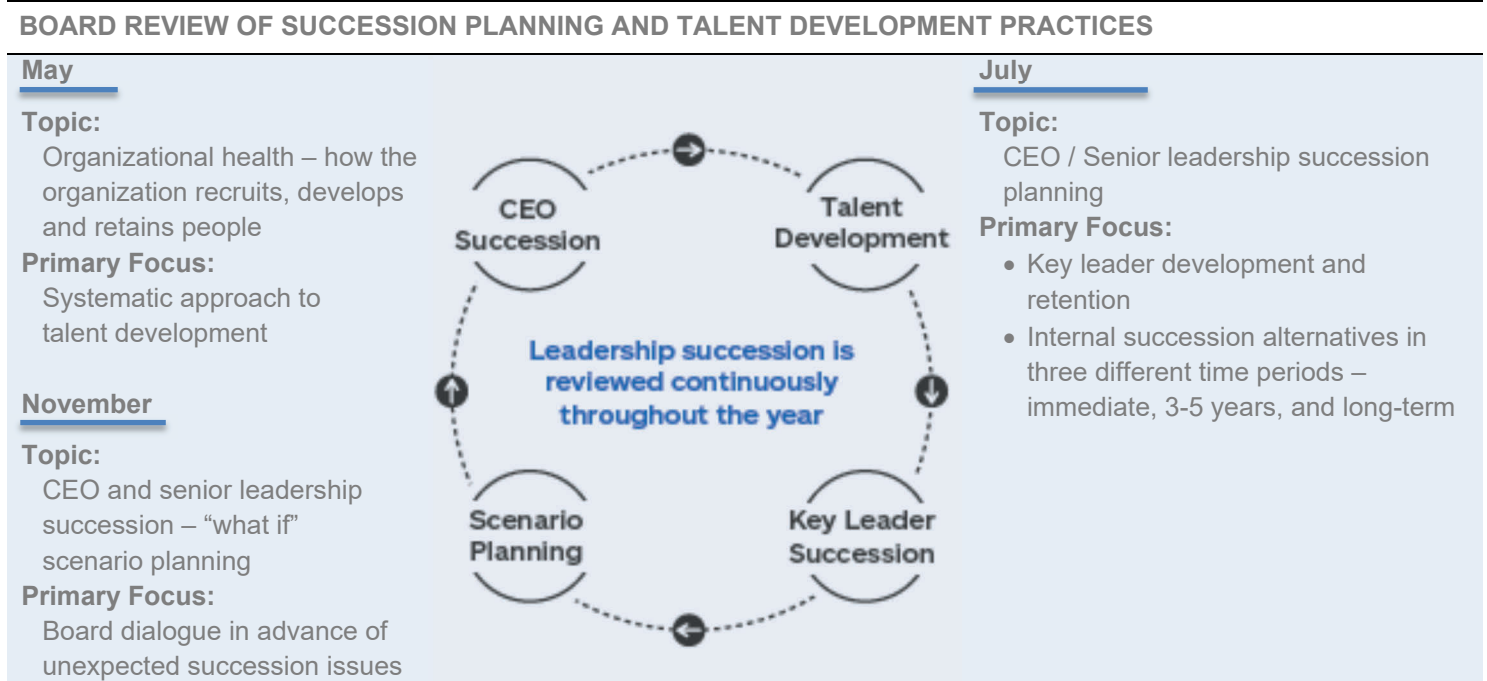 BOARD REVIEW OF SUCCESSION PLANNING AND TALENT DEVELOPMENT PRACTICES
May
Topic:
Organizational health – how the
organization recruits, develops
and retains people
Primary Focus:
Systematic approach to
talent development
November
Topic:
CEO and senior leadership
succession – “what if”
scenario planning
Primary Focus:
Board dialogue in advance of
unexpected succession issues
CEO
Succession
Talent
Development
Leadership succession is
reviewed continuously
throughout the year
Scenario
Planning
Key Leader
Succession
July
Topic:
CEO / Senior leadership succession
planning
Primary Focus:
• Key leader development and
retention
• Internal succession alternatives in
three different time periods –
immediate, 3-5 years, and long-term